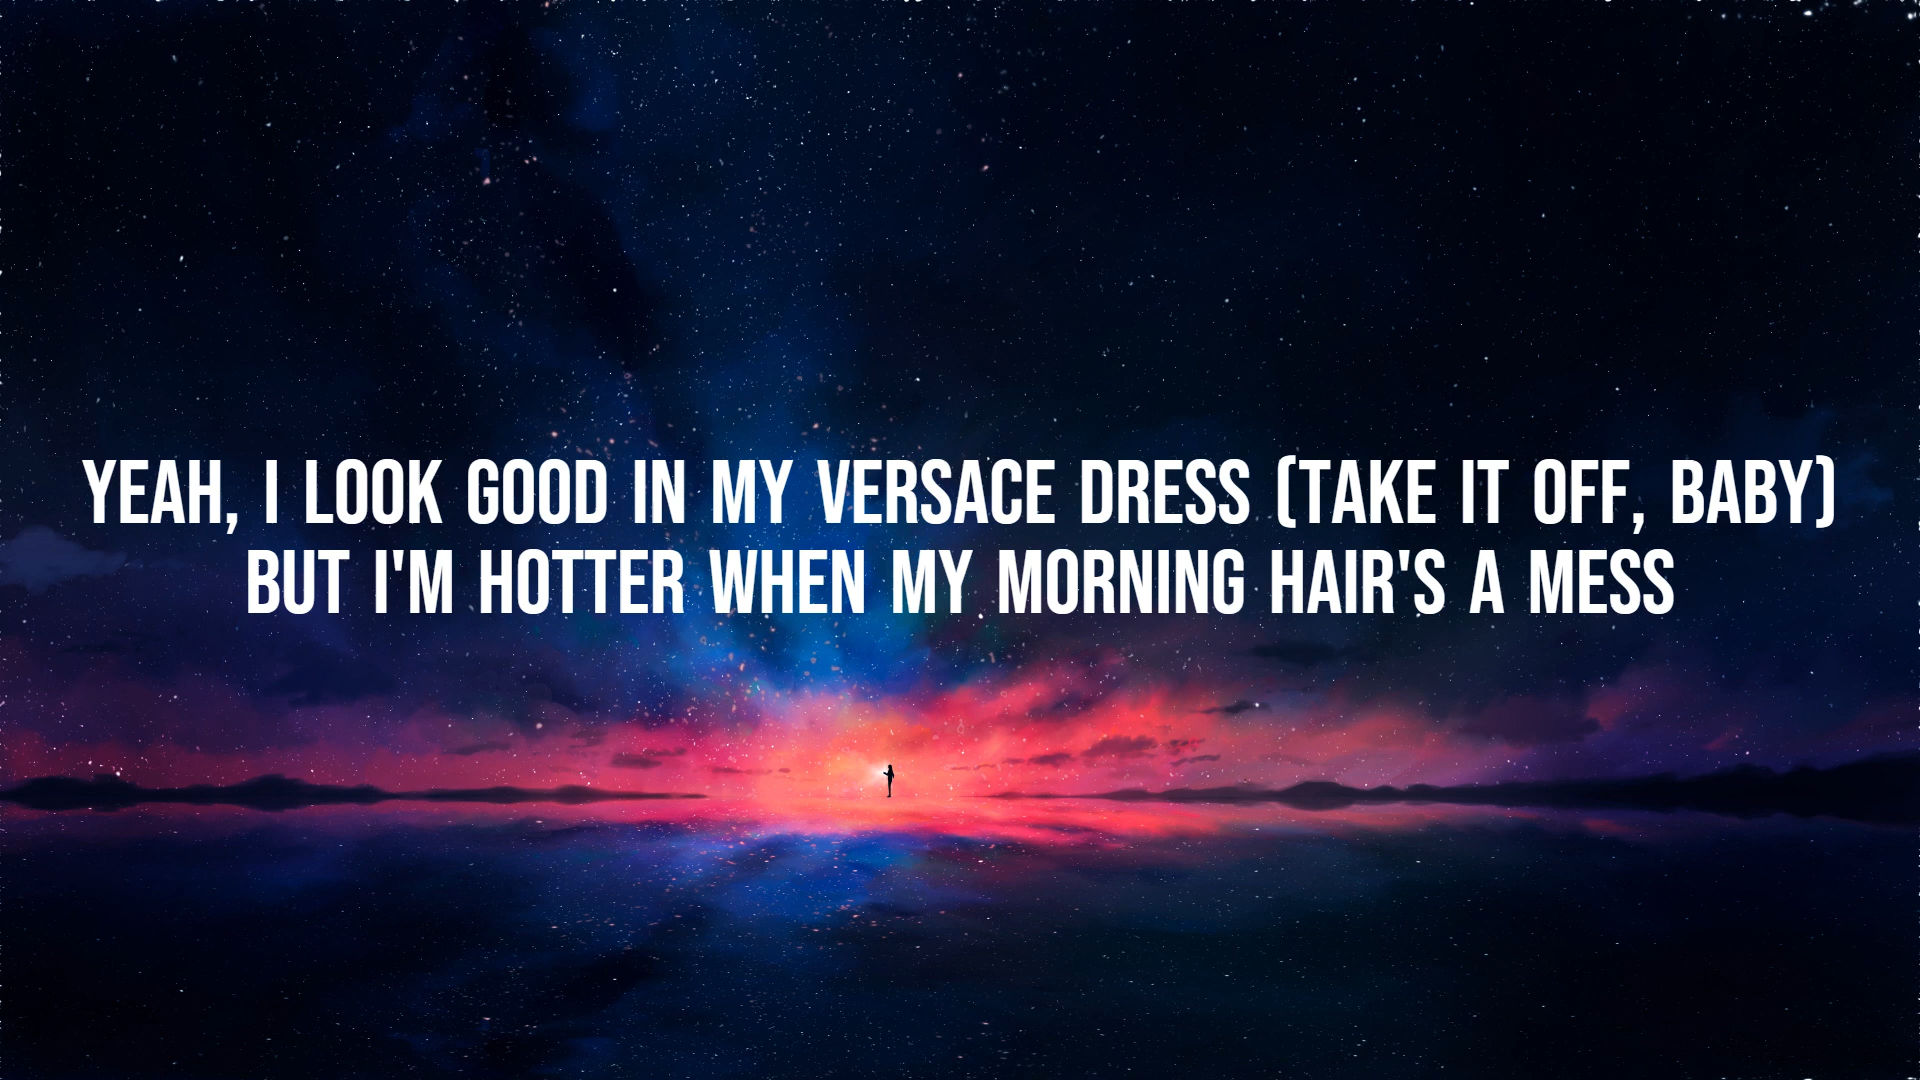 YEAH, I LOOK GOOD IN MY VERSACE DRESS (TAKE IT OFF, BABY)
BUT I'M HOTTER WHEN MY MORNING HAIR'S A MESS